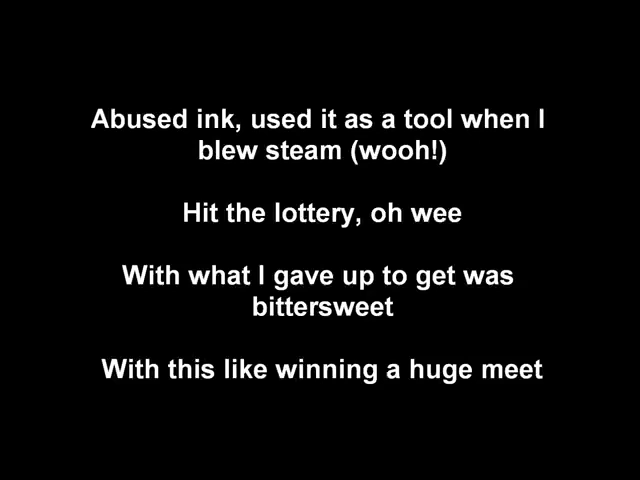 Abused ink, used it as a tool when I
blew steam (wooh!)
Hit the lottery, oh wee
With what I gave up to get was
bittersweet
With this like winning a huge meet